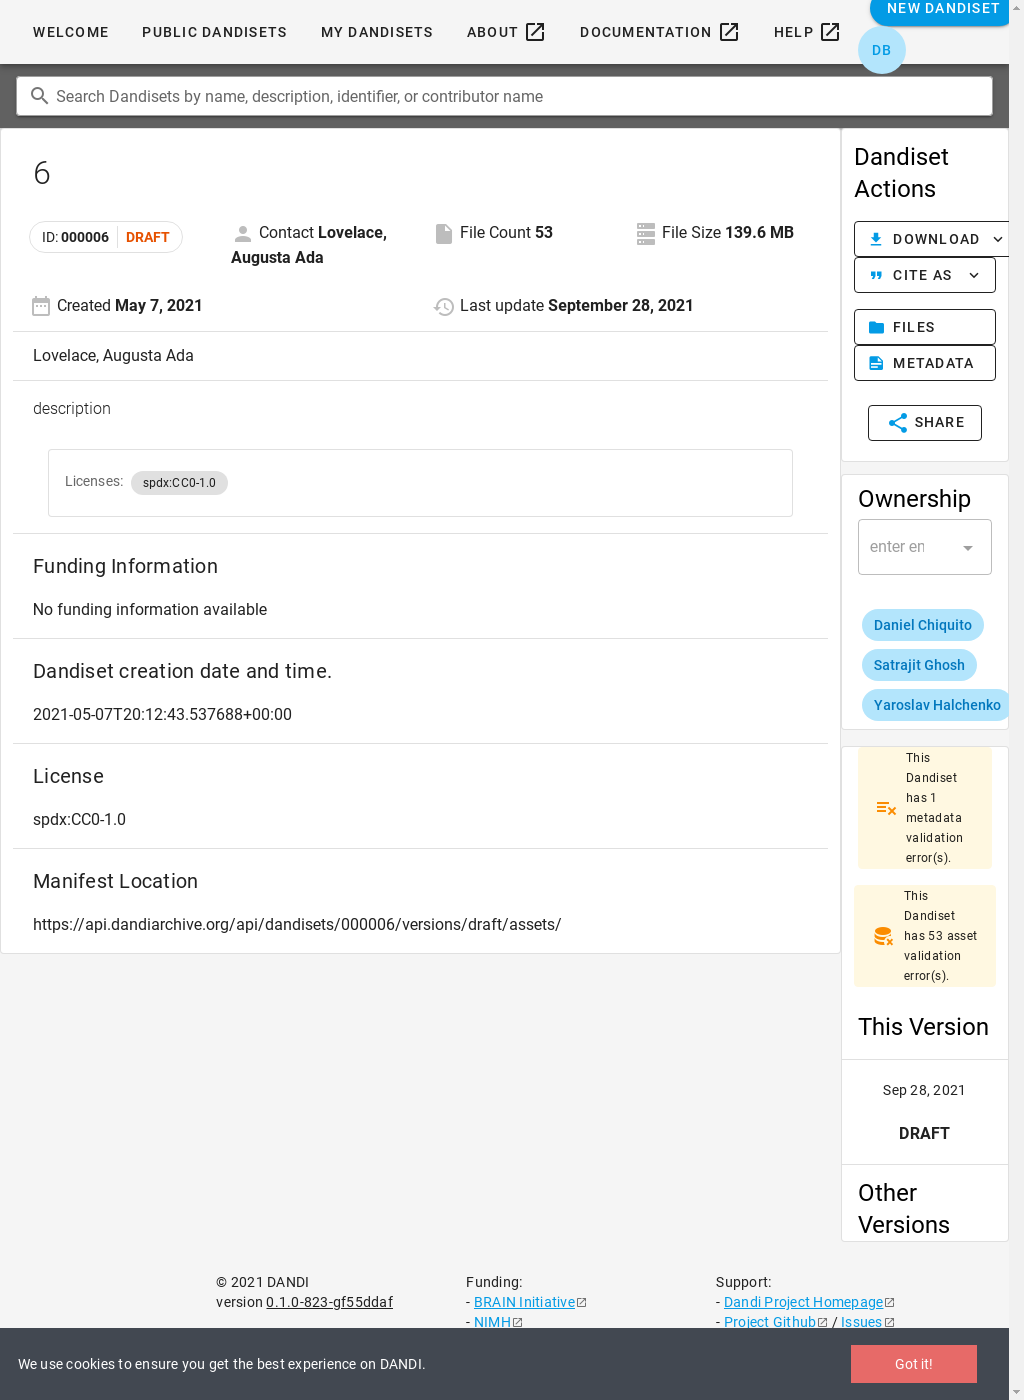 WELCOME PUBLIC DANDISETS MY DANDISETS ABOUT DOCUMENTATION HELP NEW DANDISET
DB
Search Dandisets by name, description, identifier, or contributor name
6
ID: 000006 DRAFT
Contact Lovelace,
Augusta Ada
File Count 53
File Size 139.6 MB
Created May 7, 2021
Last update September 28, 2021
Lovelace, Augusta Ada
description
Licenses: spdx:CC0-1.0
Funding Information
No funding information available
Dandiset creation date and time.
2021-05-07T20:12:43.537688+00:00
License
spdx:CC0-1.0
Manifest Location
https://api.dandiarchive.org/api/dandisets/000006/versions/draft/assets/
Dandiset
Actions
DOWNLOAD
CITE AS
FILES
METADATA
SHARE
Ownership
enter en
Daniel Chiquito
Satrajit Ghosh
Yaroslav Halchenko
This
Dandiset
has 1
metadata
validation
error(s).
This
Dandiset
has 53 asset
validation
error(s).
This Version
Sep 28, 2021
DRAFT
Other
Versions
© 2021 DANDI
version 0.1.0-823-gf55ddaf
Funding:
- BRAIN Initiative
- NIMH
Support:
- Dandi Project Homepage
- Project Github / Issues
We use cookies to ensure you get the best experience on DANDI.
Got it!